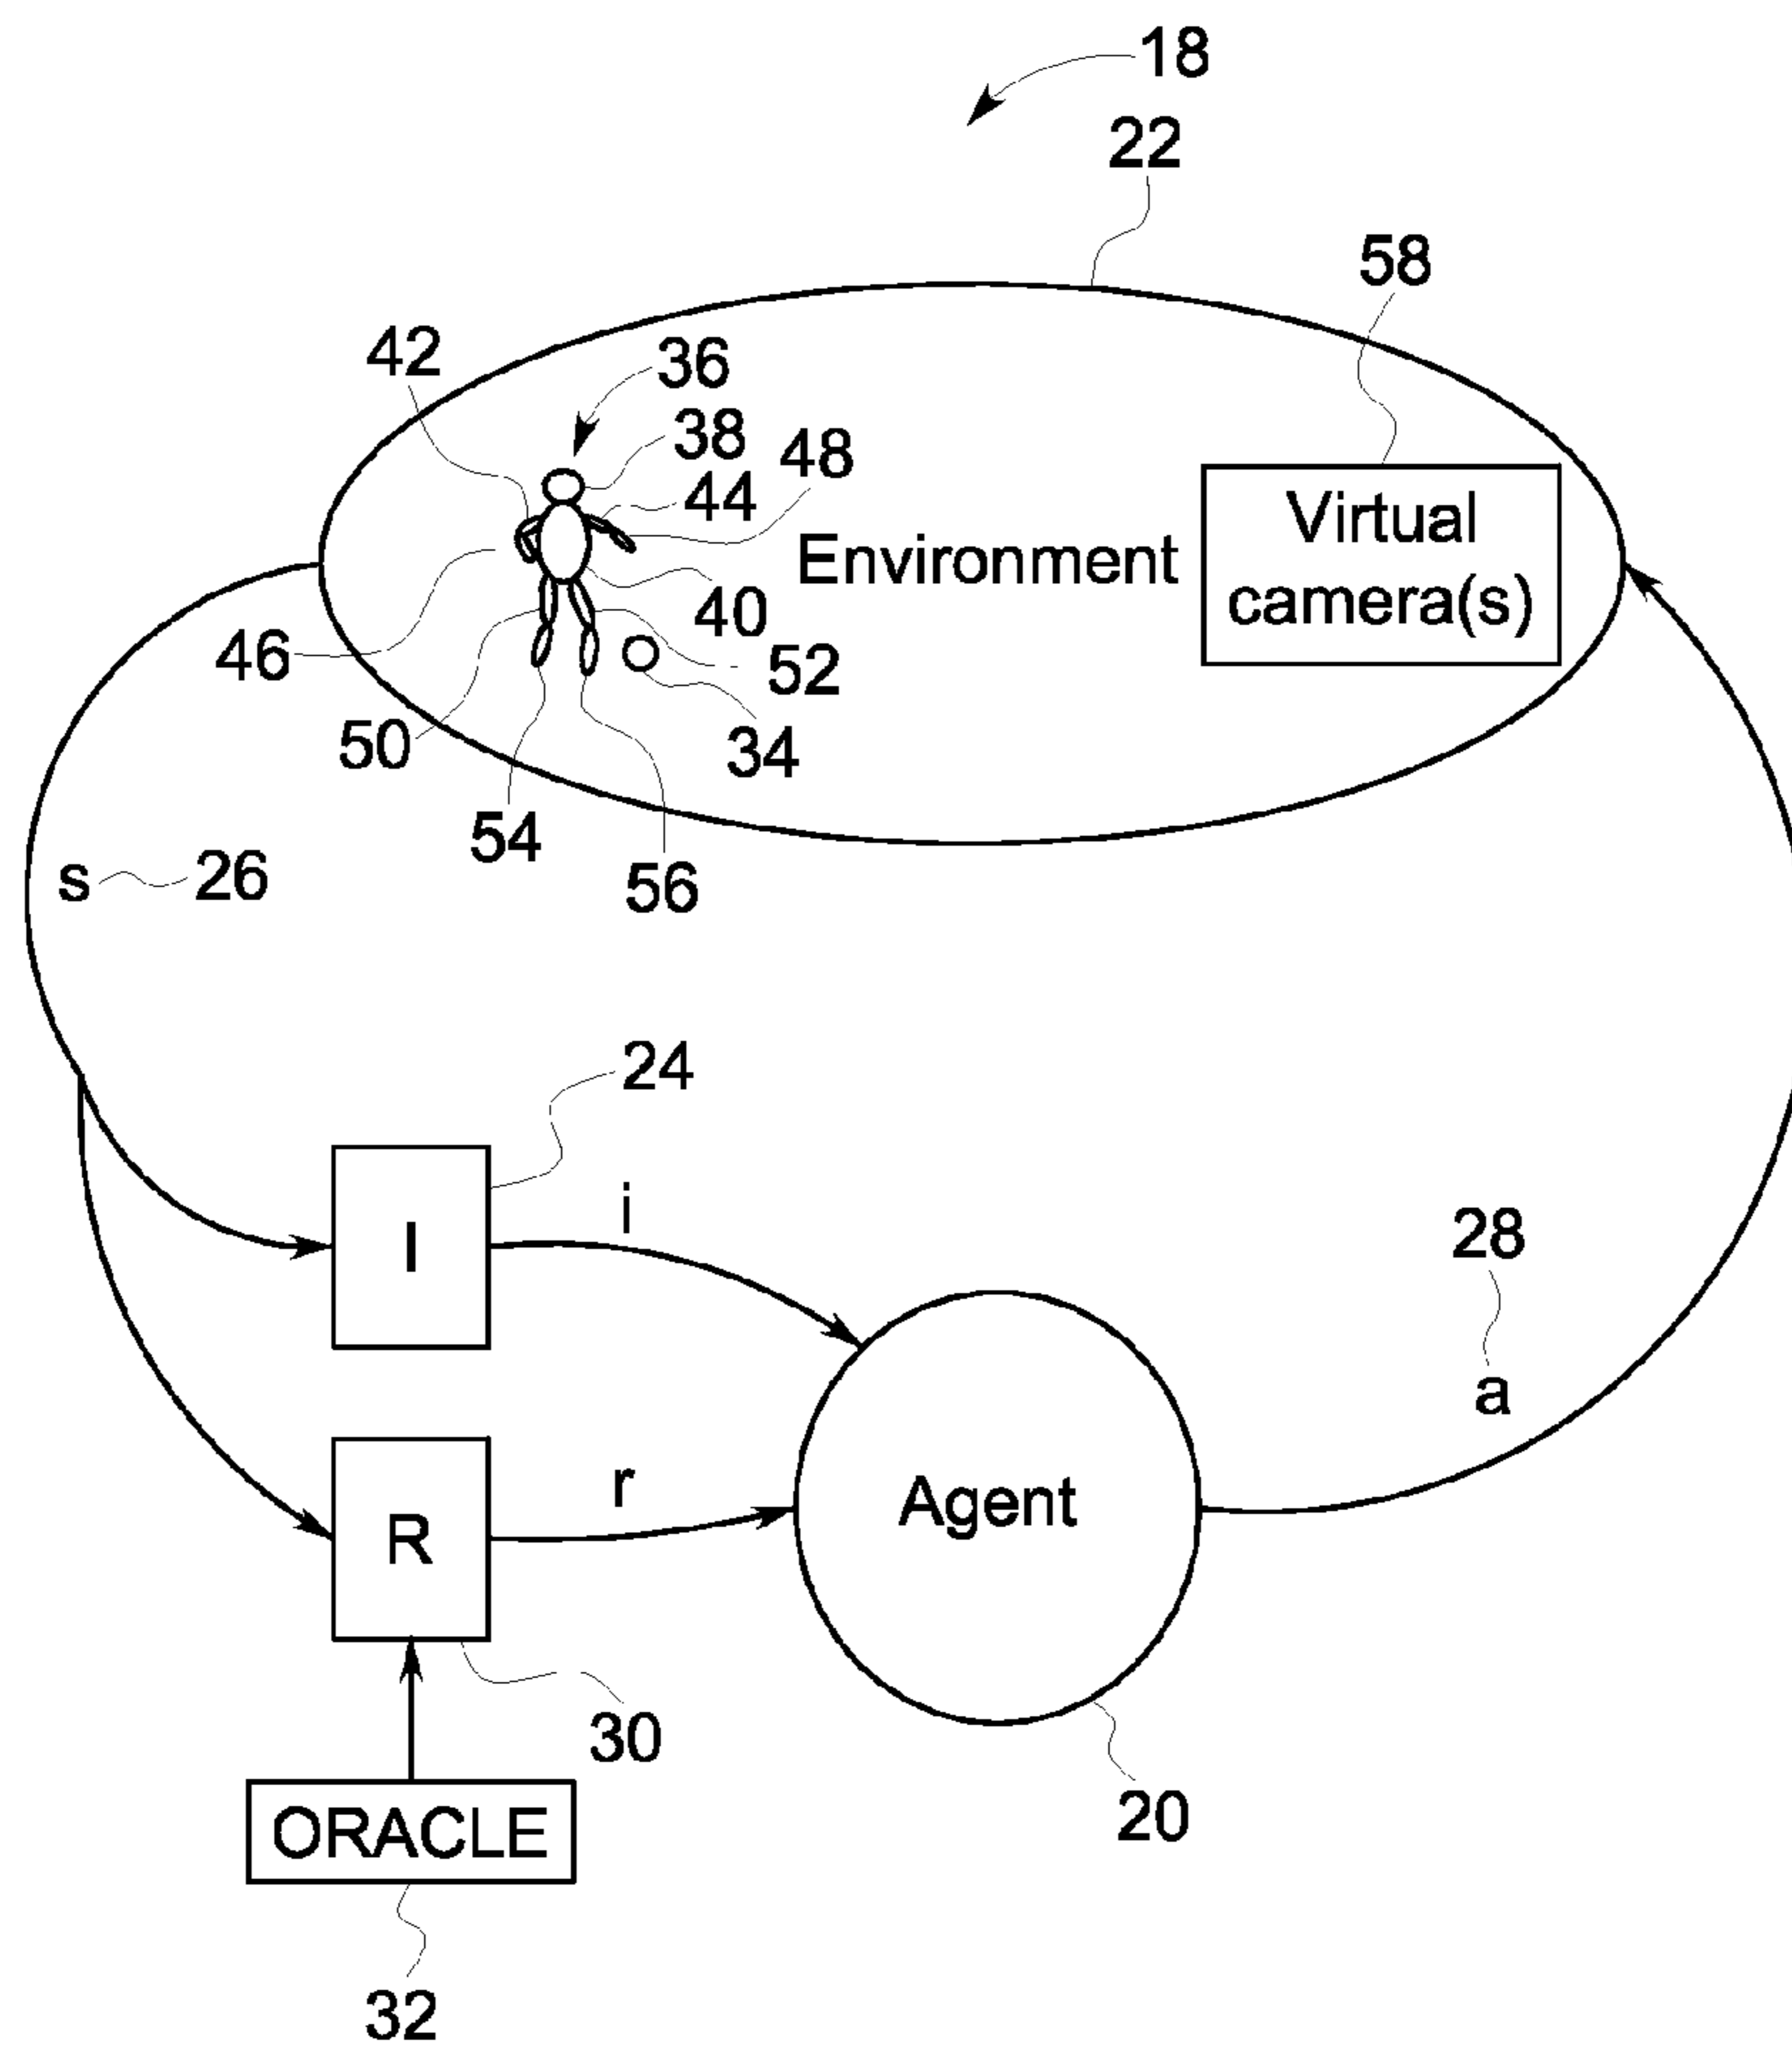 18
22
58
42
36
38
48
44
Virtual
camera(s)
Environment
40
46
52
50
34
54
56
s
26
24
i
I
28
a
r
R
Agent
30
20
ORACLE
32